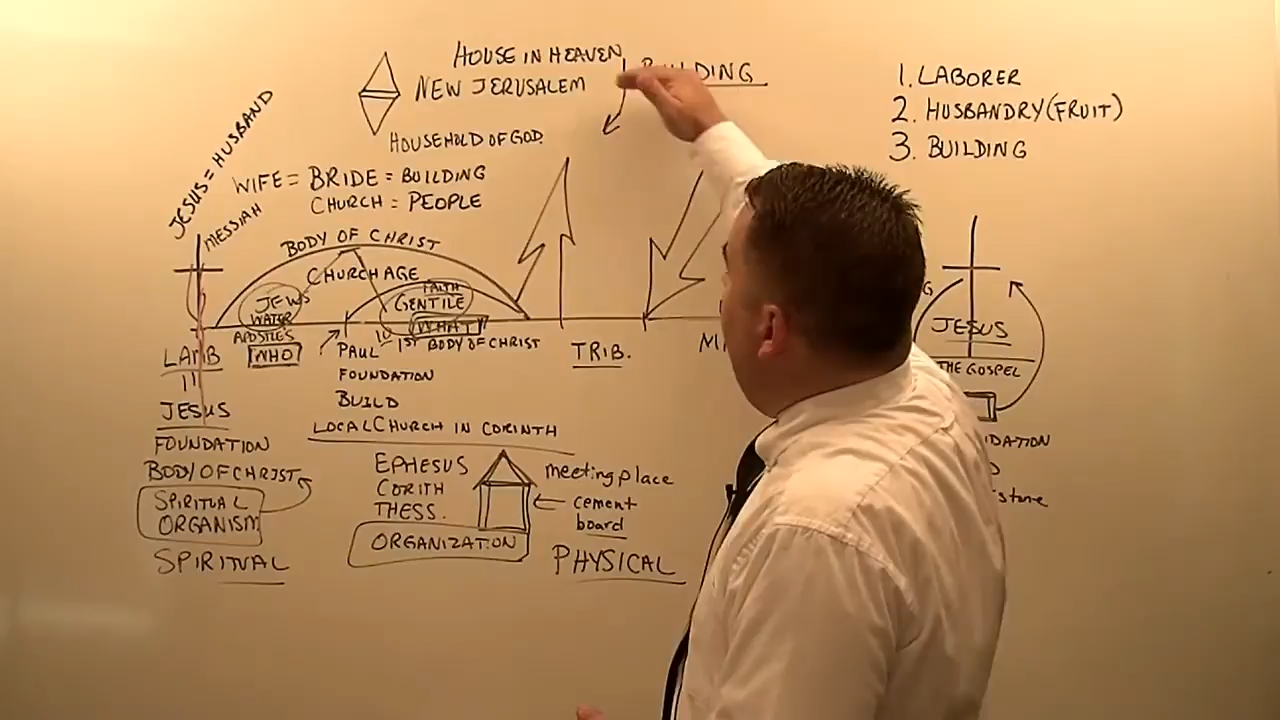 HOUSE IN HEAVEN
BUILDING
NEW JERUSALEM
HOUSEHOLD OF GOD
JESUS = HUSBAND
MESSIAH
WIFE = BRIDE = BUILDING
CHURCH = PEOPLE
BODY OF CHRIST
CHURCH AGE
JEWS
WATER
FAITH
GENTILE
APOSTLES
WHO
WHAT
1ST BODY OF CHRIST
LAMB
JESUS
FOUNDATION
BODY OF CHRIST
SPIRITUAL
ORGANISM
SPIRITUAL
PAUL
FOUNDATION
BUILD
LOCAL CHURCH IN CORINTH
EPHESUS
CORITH
THESS.
ORGANIZATION
meeting place
cement
board
PHYSICAL
TRIB.
1. LABORER
2. HUSBANDRY (FRUIT)
3. BUILDING
JESUS
THE GOSPEL